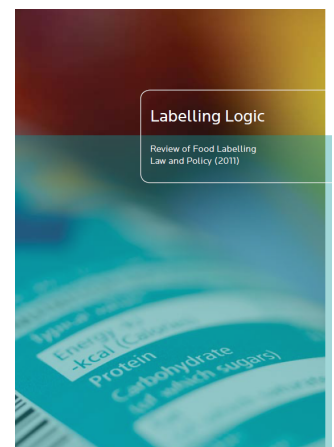 Labelling Logic
Review of Food Labelling
Law and Policy (2011)
Energy
-kcal (Calories)
Protein
Carbohydrate
(of which sugars)